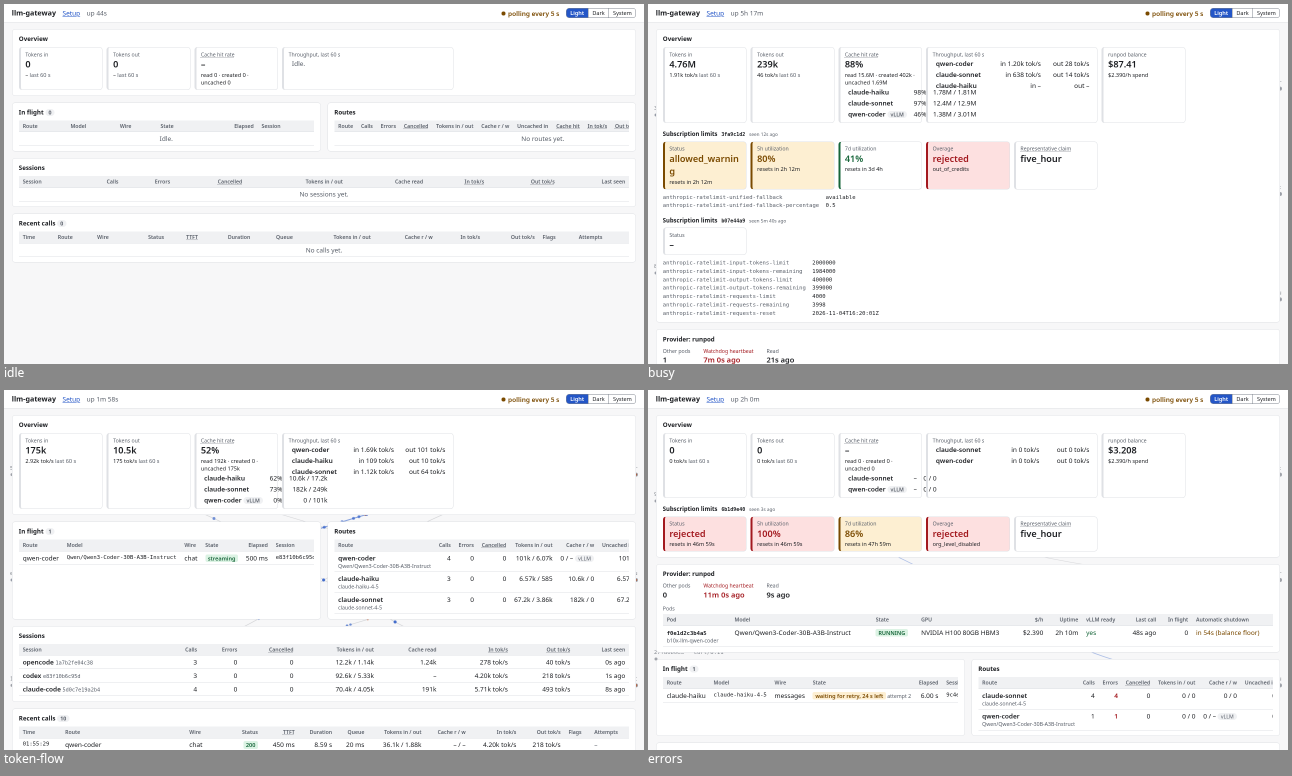 llm-gateway Setup up 44s polling every 5 s Light Dark System
Overview
Tokens in
0
– last 60 s
Tokens out
0
– last 60 s
Cache hit rate
–
read 0 · created 0 ·
uncached 0
Throughput, last 60 s
Idle.
In flight 0
Route Model Wire State Elapsed Session
Idle.
Routes
Route Calls Errors Cancelled Tokens in / out Cache r / w Uncached in Cache hit In tok/s Out t
No routes yet.
Sessions
Session Calls Errors Cancelled Tokens in / out Cache read In tok/s Out tok/s Last seen
No sessions yet.
Recent calls 0
Time Route Wire Status TTFT Duration Queue Tokens in / out Cache r / w In tok/s Out tok/s Flags Attempts
No calls yet.
idle
llm-gateway Setup up 5h 17m polling every 5 s Light Dark System
Overview
Tokens in
4.76M
1.91k tok/s last 60 s
Tokens out
239k
46 tok/s last 60 s
Cache hit rate
88%
read 15.6M · created 402k ·
uncached 1.69M
claude-haiku 98% 1.78M / 1.81M
claude-sonnet 97% 12.4M / 12.9M
qwen-coder vLLM 46% 1.38M / 3.01M
Throughput, last 60 s
qwen-coder in 1.20k tok/s out 28 tok/s
claude-sonnet in 638 tok/s out 14 tok/s
claude-haiku in – out –
runpod balance
$87.41
$2.390/h spend
Subscription limits 3fa9c1d2 seen 12s ago
Status
allowed_warnin
g
resets in 2h 12m
5h utilization
80%
resets in 2h 12m
7d utilization
41%
resets in 3d 4h
Overage
rejected
out_of_credits
Representative claim
five_hour
anthropic-ratelimit-unified-fallback available
anthropic-ratelimit-unified-fallback-percentage 0.5
Subscription limits b07e44a9 seen 5m 40s ago
Status
–
anthropic-ratelimit-input-tokens-limit 2000000
anthropic-ratelimit-input-tokens-remaining 1984000
anthropic-ratelimit-output-tokens-limit 400000
anthropic-ratelimit-output-tokens-remaining 399000
anthropic-ratelimit-requests-limit 4000
anthropic-ratelimit-requests-remaining 3998
anthropic-ratelimit-requests-reset 2026-11-04T16:20:01Z
Provider: runpod
Other pods Watchdog heartbeat Read
1 7m 0s ago 21s ago
busy
llm-gateway Setup up 1m 58s polling every 5 s Light Dark System
Overview
Tokens in
175k
2.92k tok/s last 60 s
Tokens out
10.5k
175 tok/s last 60 s
Cache hit rate
52%
read 192k · created 0 ·
uncached 175k
claude-haiku 62% 10.6k / 17.2k
claude-sonnet 73% 182k / 249k
qwen-coder vLLM 0% 0 / 101k
Throughput, last 60 s
qwen-coder in 1.69k tok/s out 101 tok/s
claude-haiku in 109 tok/s out 10 tok/s
claude-sonnet in 1.12k tok/s out 64 tok/s
In flight 1
Route Model Wire State Elapsed Session
qwen-coder Qwen/Qwen3-Coder-30B-A3B-Instruct chat streaming 500 ms e83f10b6c95d
Routes
Route Calls Errors Cancelled Tokens in / out Cache r / w Uncached i
qwen-coder 4 0 0 101k / 6.07k 0 / – vLLM 101
Qwen/Qwen3-Coder-30B-A3B-Instruct
claude-haiku 3 0 0 6.57k / 585 10.6k / 0 6.57
claude-haiku-4-5
claude-sonnet 3 0 0 67.2k / 3.86k 182k / 0 67.2
claude-sonnet-4-5
Sessions
Session Calls Errors Cancelled Tokens in / out Cache read In tok/s Out tok/s Last seen
opencode 1a7b2fe44c38 3 0 0 12.2k / 1.14k 1.24k 278 tok/s 40 tok/s 0s ago
codex e83f10b6c95d 3 0 0 92.6k / 5.33k – 4.20k tok/s 218 tok/s 1s ago
claude-code 5d0c7e19a2b4 4 0 0 70.4k / 4.05k 191k 5.71k tok/s 493 tok/s 8s ago
Recent calls 10
Time Route Wire Status TTFT Duration Queue Tokens in / out Cache r / w In tok/s Out tok/s Flags Attempts
01:55:29 qwen-coder chat 200 450 ms 8.59 s 20 ms 36.1k / 1.88k – / – 4.20k tok/s 218 tok/s –
token-flow
llm-gateway Setup up 2h 0m polling every 5 s Light Dark System
Overview
Tokens in
0
0 tok/s last 60 s
Tokens out
0
0 tok/s last 60 s
Cache hit rate
–
read 0 · created 0 ·
uncached 0
claude-sonnet – 0 / 0
qwen-coder vLLM – 0 / 0
Throughput, last 60 s
claude-sonnet in 0 tok/s out 0 tok/s
qwen-coder in 0 tok/s out 0 tok/s
runpod balance
$3.208
$2.390/h spend
Subscription limits 6b1d9e40 seen 3s ago
Status
rejected
resets in 46m 59s
5h utilization
100%
resets in 46m 59s
7d utilization
86%
resets in 47h 59m
Overage
rejected
org_level_disabled
Representative claim
five_hour
Provider: runpod
Other pods Watchdog heartbeat Read
0 11m 0s ago 9s ago
Pods
Pod Model State GPU $/h Uptime vLLM ready Last call In flight Automatic shutdown
f0e1d2c3b4a5 Qwen/Qwen3-Coder-30B-A3B-Instruct RUNNING NVIDIA H100 80GB HBM3 $2.390 2h 10m yes 48s ago 0 in 54s (balance floor)
b10x-llm-qwen-coder
In flight 1
Route Model Wire State Elapsed Sessi
claude-haiku claude-haiku-4-5 messages waiting for retry, 24 s left attempt 2 6.00 s 9c4e
Routes
Route Calls Errors Cancelled Tokens in / out Cache r / w Uncached i
claude-sonnet 4 4 0 0 / 0 0 / 0
claude-sonnet-4-5
qwen-coder 1 1 0 0 / 0 0 / – vLLM
Qwen/Qwen3-Coder-30B-A3B-Instruct
errors